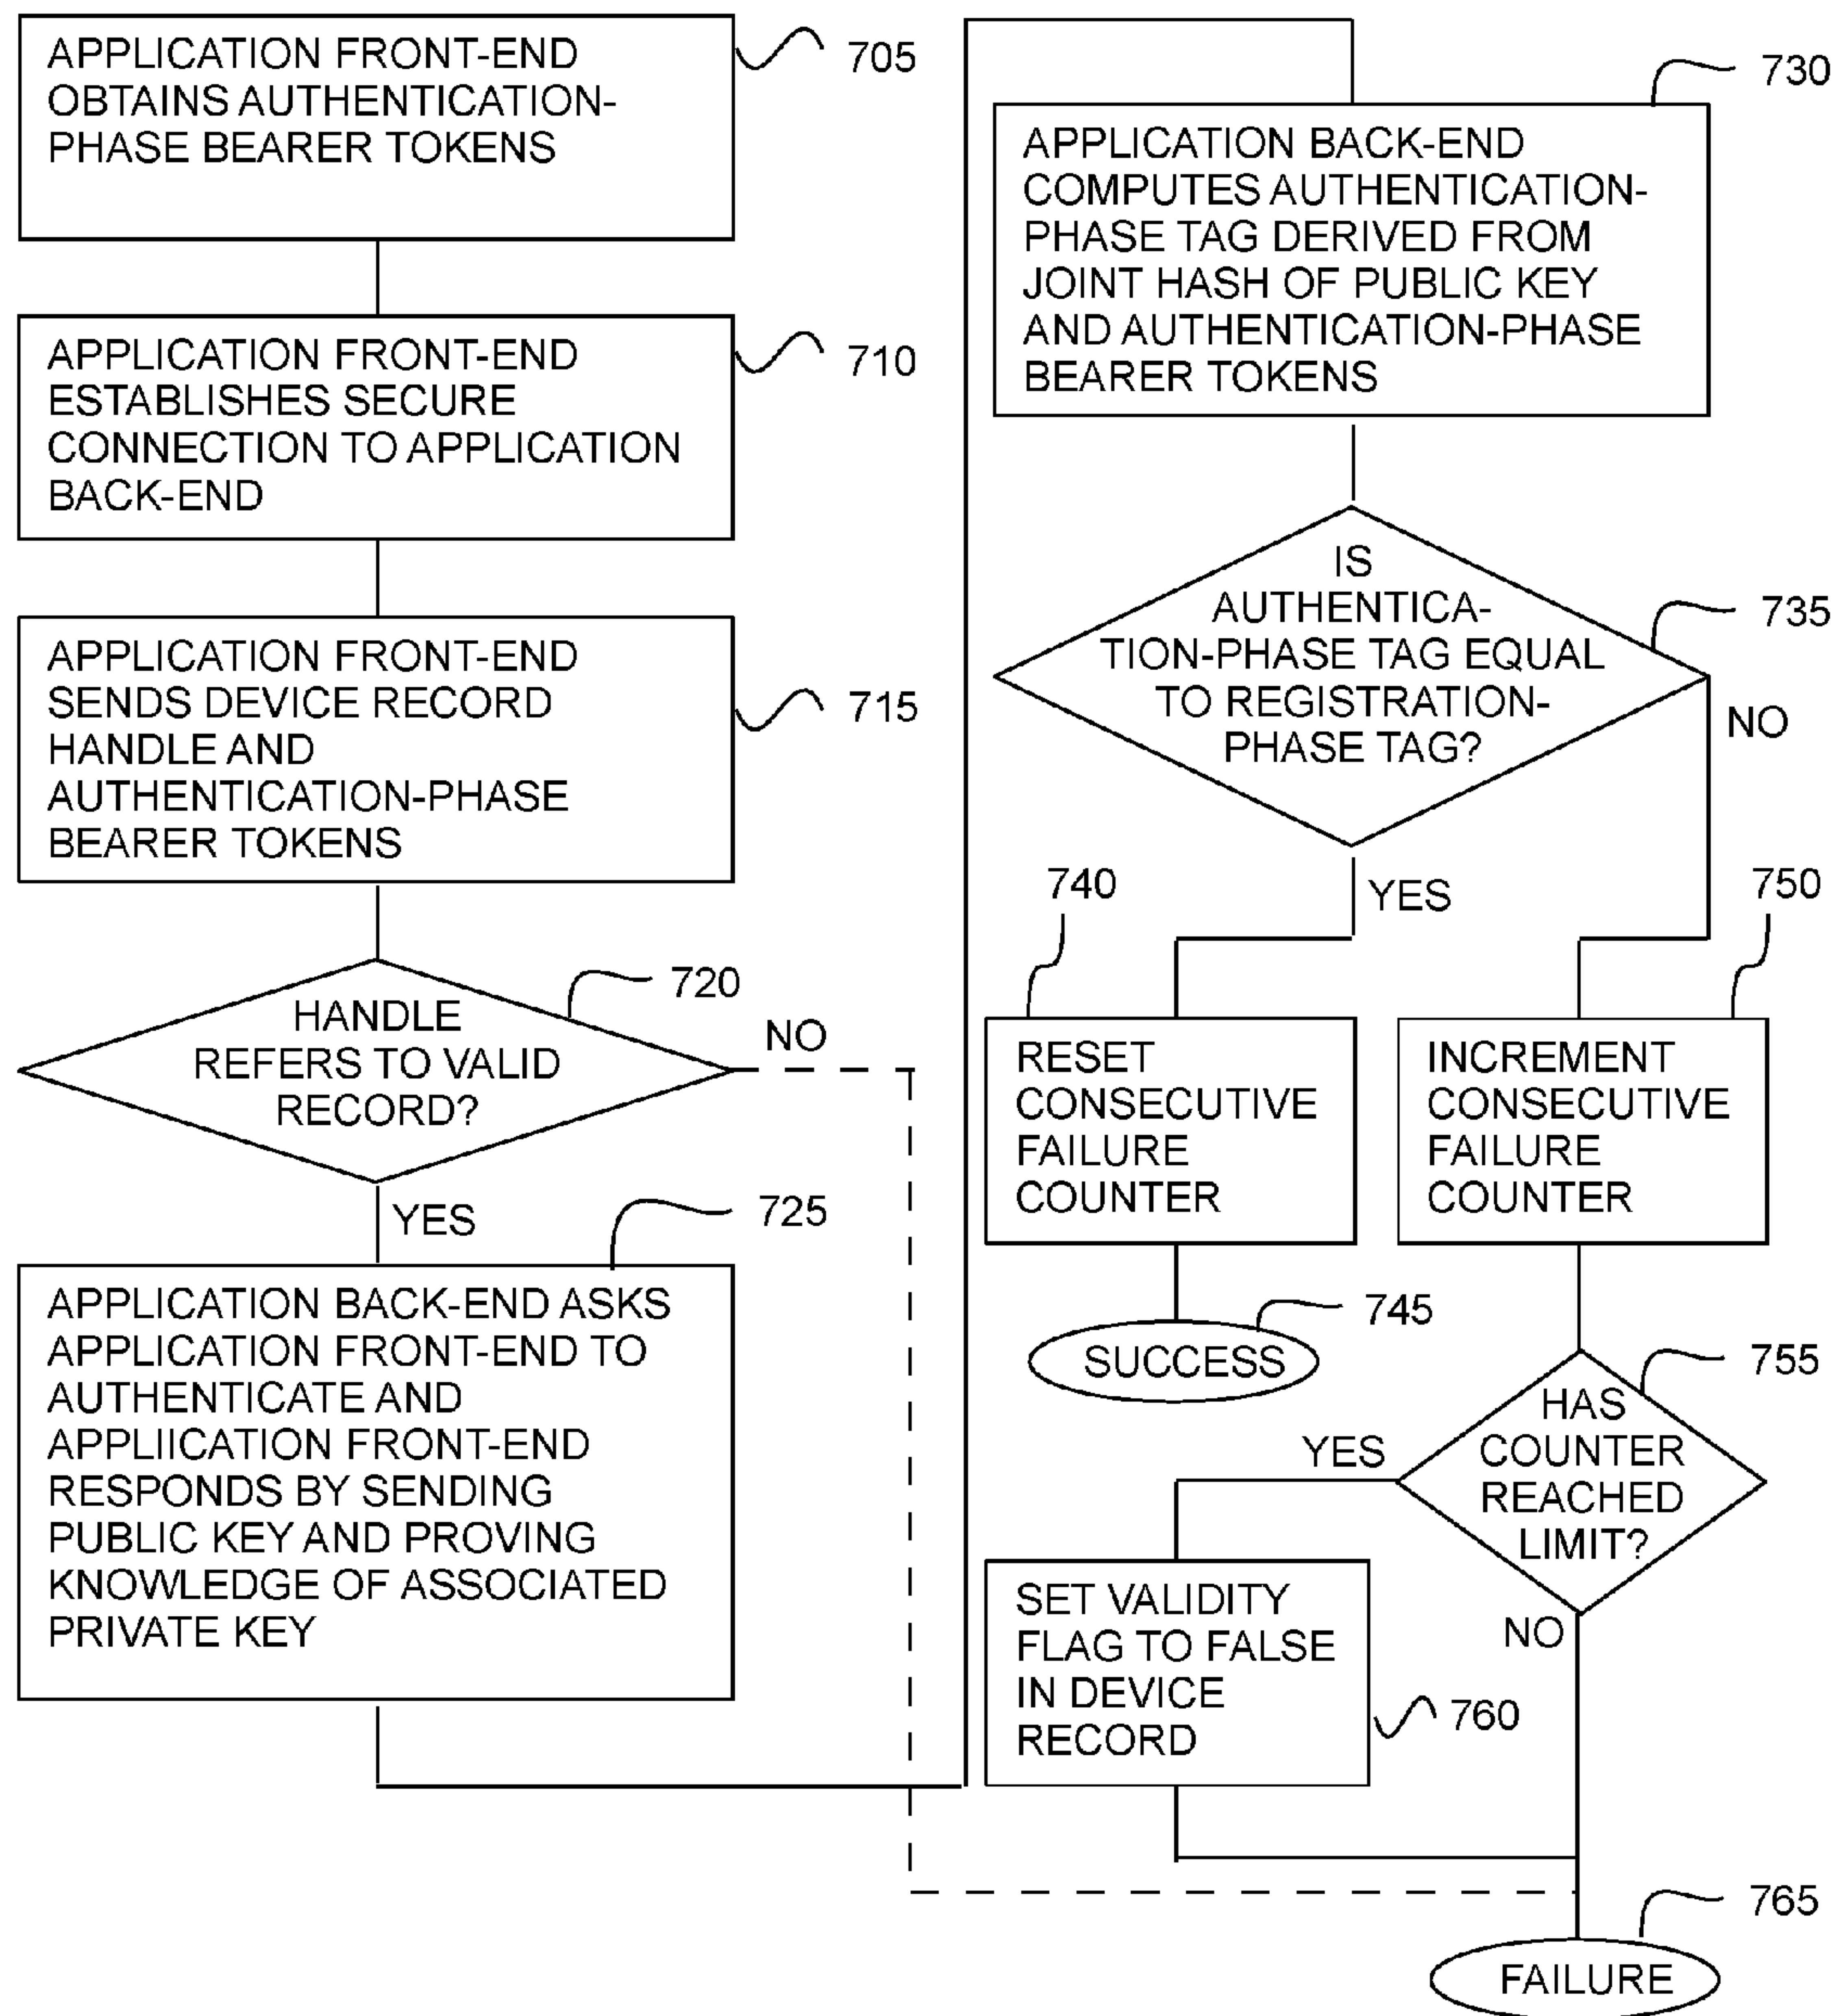 APPLICATION FRONT-END
OBTAINS AUTHENTICATION-
PHASE BEARER TOKENS
705
APPLICATION FRONT-END
ESTABLISHES SECURE
CONNECTION TO APPLICATION
BACK-END
710
APPLICATION FRONT-END
SENDS DEVICE RECORD
HANDLE AND
AUTHENTICATION-PHASE
BEARER TOKENS
715
HANDLE
REFERS TO VALID
RECORD?
720
NO
YES
725
APPLICATION BACK-END ASKS
APPLICATION FRONT-END TO
AUTHENTICATE AND
APPLIICATION FRONT-END
RESPONDS BY SENDING
PUBLIC KEY AND PROVING
KNOWLEDGE OF ASSOCIATED
PRIVATE KEY
730
APPLICATION BACK-END
COMPUTES AUTHENTICATION-
PHASE TAG DERIVED FROM
JOINT HASH OF PUBLIC KEY
AND AUTHENTICATION-PHASE
BEARER TOKENS
IS
AUTHENTICA-
TION-PHASE TAG EQUAL
TO REGISTRATION-
PHASE TAG?
735
NO
YES
740
750
RESET
CONSECUTIVE
FAILURE
COUNTER
INCREMENT
CONSECUTIVE
FAILURE
COUNTER
745
SUCCESS
755
HAS
COUNTER
REACHED
LIMIT?
YES
NO
SET VALIDITY
FLAG TO FALSE
IN DEVICE
RECORD
760
765
FAILURE